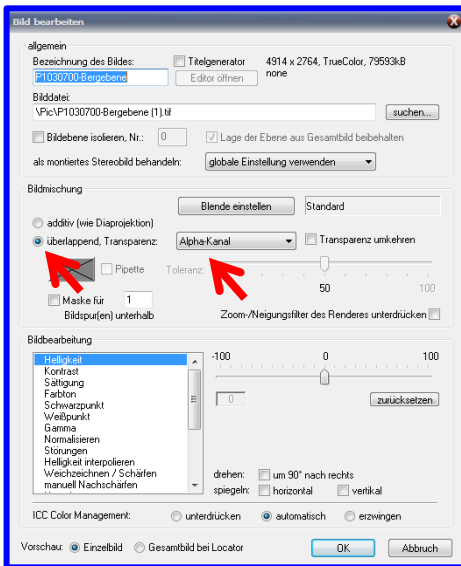 Bild bearbeiten
allgemein
Bezeichnung des Bildes:
Titelgenerator
4914 x 2764, TrueColor, 79593kB
P1030700-Bergebene
Editor öffnen
none
Bilddatei:
\Pic\P1030700-Bergebene (1).tif
suchen...
Bildebene isolieren, Nr.: 0
Lage der Ebene aus Gesamtbild beibehalten
als montiertes Stereobild behandeln:
globale Einstellung verwenden
Bildmischung
Blende einstellen
Standard
additiv (wie Diaprojektion)
überlappend, Transparenz:
Alpha-Kanal
Transparenz umkehren
Pipette
Toleranz:
50 100
Maske für 1
Bildspur(en) unterhalb
Zoom-/Neigungsfilter des Renderes unterdrücken
Bildbearbeitung
Helligkeit
Kontrast
Sättigung
Farbton
Schwarzpunkt
Weißpunkt
Gamma
Normalisieren
Störungen
Helligkeit interpolieren
Weichzeichnen / Schärfen
manuell Nachschärfen
-100 0 100
0
zurücksetzen
drehen: um 90° nach rechts
spiegeln: horizontal vertikal
ICC Color Management: unterdrücken automatisch erzwingen
Vorschau: Einzelbild Gesamtbild bei Locator
OK
Abbruch